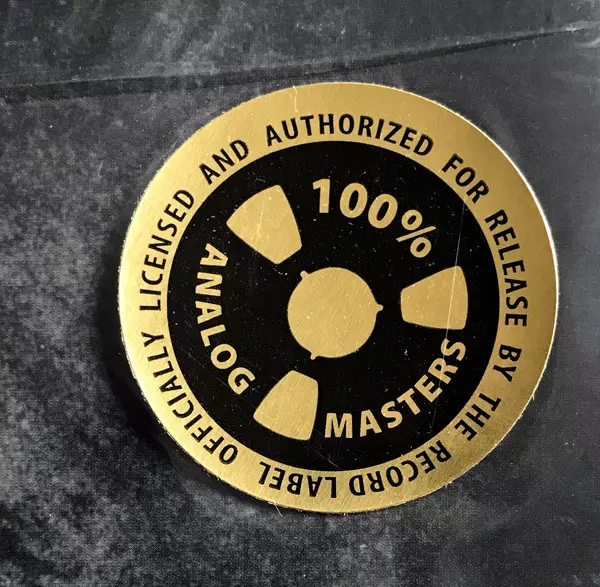 OFFICIALLY LICENSED AND AUTHORIZED FOR RELEASE BY THE RECORD LABEL
100%
ANALOG
MASTERS